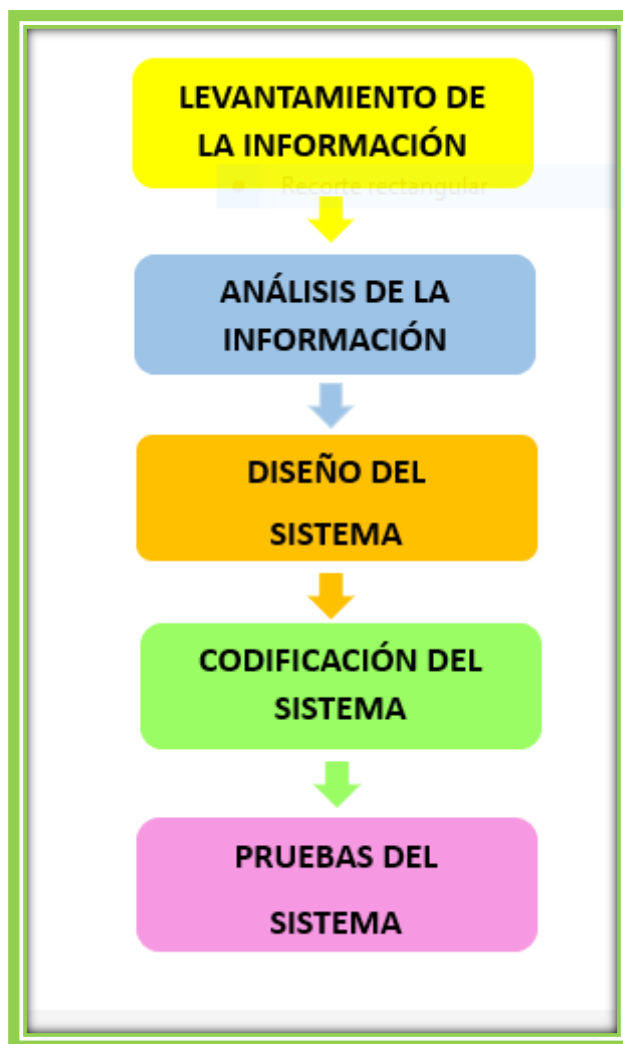 LEVANTAMIENTO DE
LA INFORMACIÓN
Recorte rectangular
ANÁLISIS DE LA
INFORMACIÓN
DISEÑO DEL
SISTEMA
CODIFICACIÓN DEL
SISTEMA
PRUEBAS DEL
SISTEMA